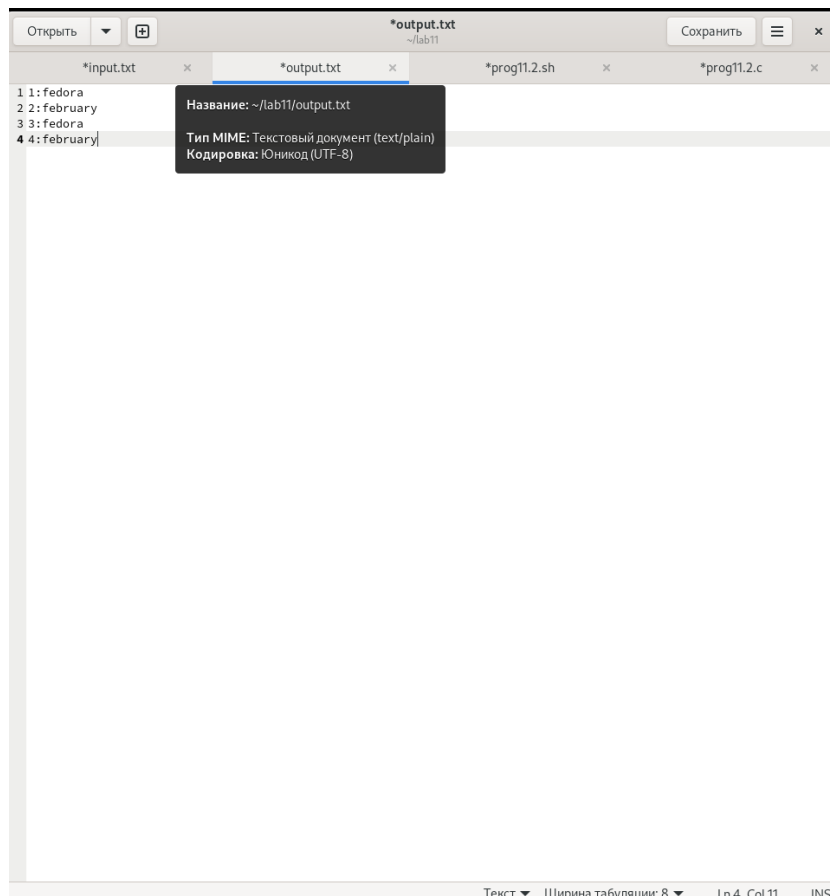 Открыть
*output.txt
~/lab11
Сохранить
*input.txt
*output.txt
*prog11.2.sh
*prog11.2.c
1 1:fedora
2 2:february
3 3:fedora
4 4:february
Название: ~/lab11/output.txt
Тип MIME: Текстовый документ (text/plain)
Кодировка: Юникод (UTF-8)
Текст Ширина табуляции: 8 Ln 4, Col 11 INS